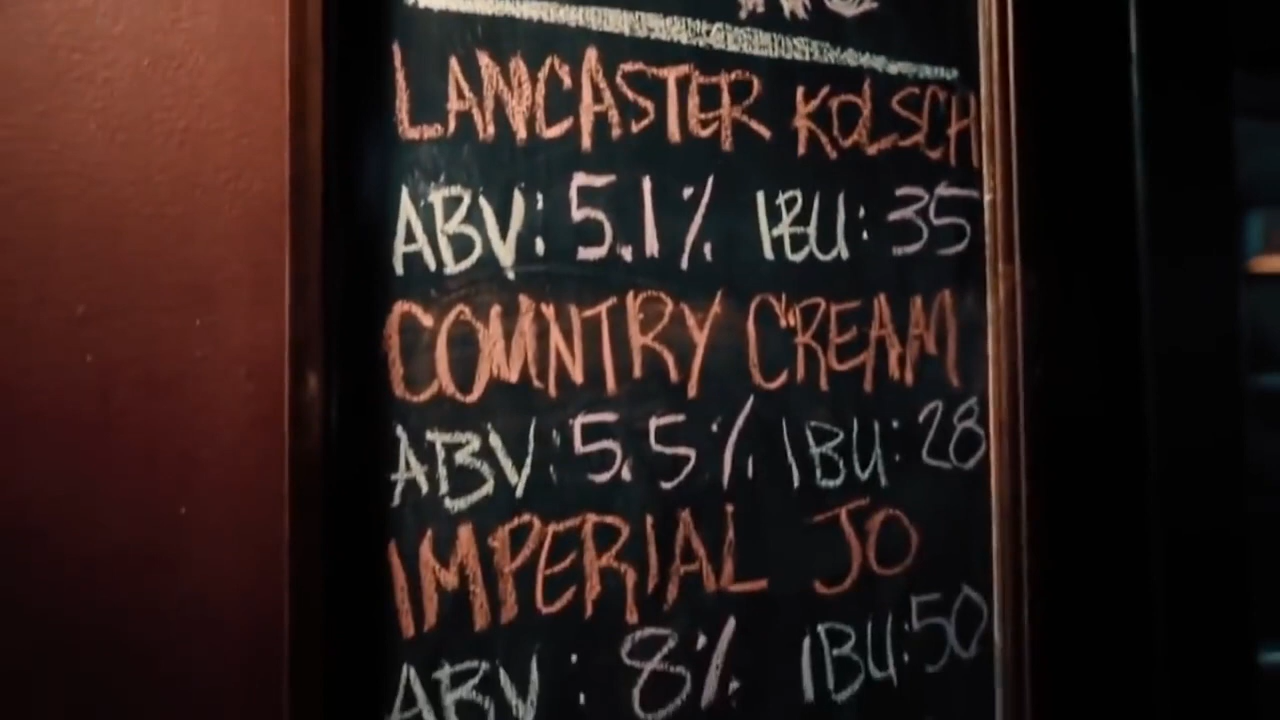 LANCASTER KOLSCH
ABV: 5.1% IBU: 35
COUNTRY CREAM
ABV: 5.5% IBU: 28
IMPERIAL JO
ABV: 8% IBU: 50